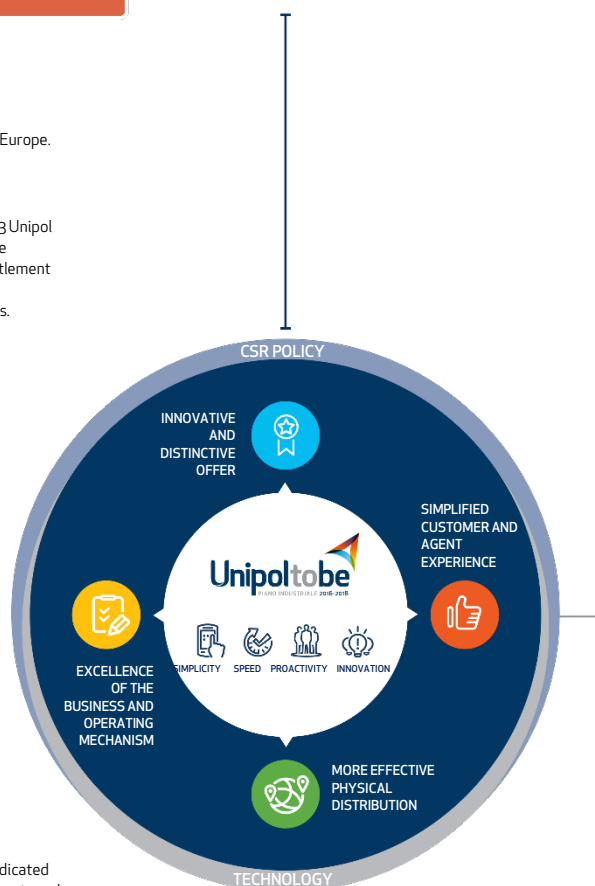 Europe.
3 Unipol
e
tlement
s.
CSR POLICY
INNOVATIVE
AND
DISTINCTIVE
OFFER
SIMPLIFIED
CUSTOMER AND
AGENT
EXPERIENCE
Unipoltobe
PIANO INDUSTRIALE 2016-2018
SIMPLICITY SPEED PROACTIVITY INNOVATION
EXCELLENCE
OF THE
BUSINESS AND
OPERATING
MECHANISM
MORE EFFECTIVE
PHYSICAL
DISTRIBUTION
dicated
TECHNOLOGY